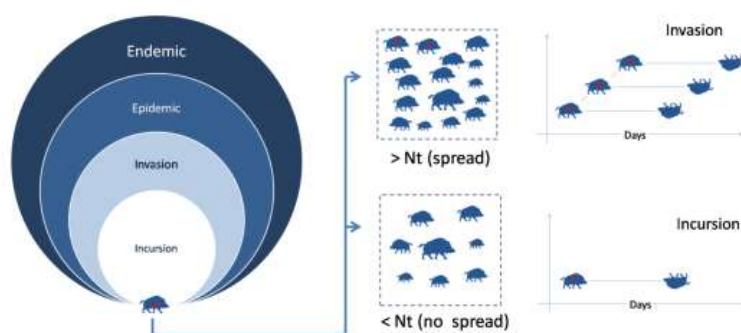 Endemic
Epidemic
Invasion
Incursion
> Nt (spread)
< Nt (no spread)
Invasion
Days
Incursion
Days